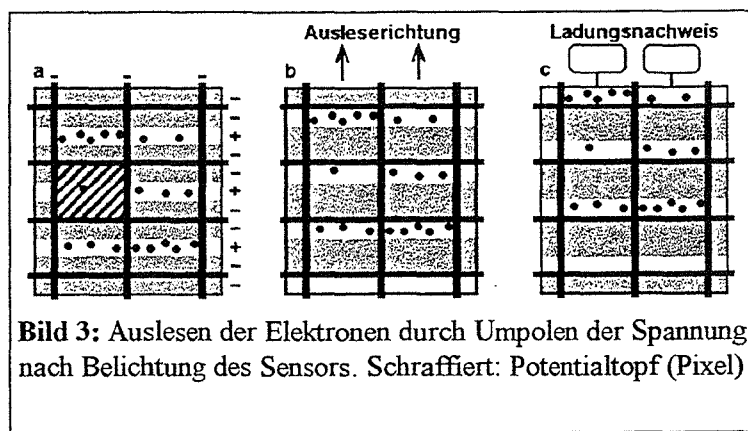 Ausleserichtung
Ladungsnachweis
a
b
c
- - -
-
-
+
-
-
+
-
-
+
-
-
Bild 3: Auslesen der Elektronen durch Umpolen der Spannung
nach Belichtung des Sensors. Schraffiert: Potentialtopf (Pixel)